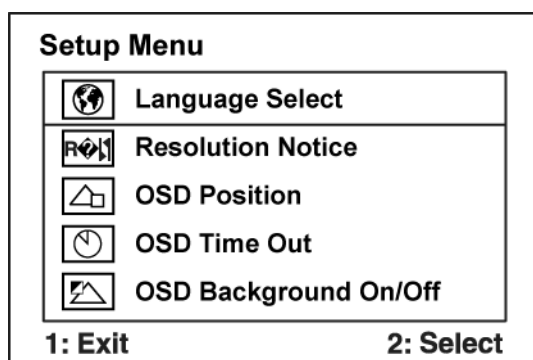 Setup Menu
Language Select
Resolution Notice
OSD Position
OSD Time Out
OSD Background On/Off
1: Exit 2: Select